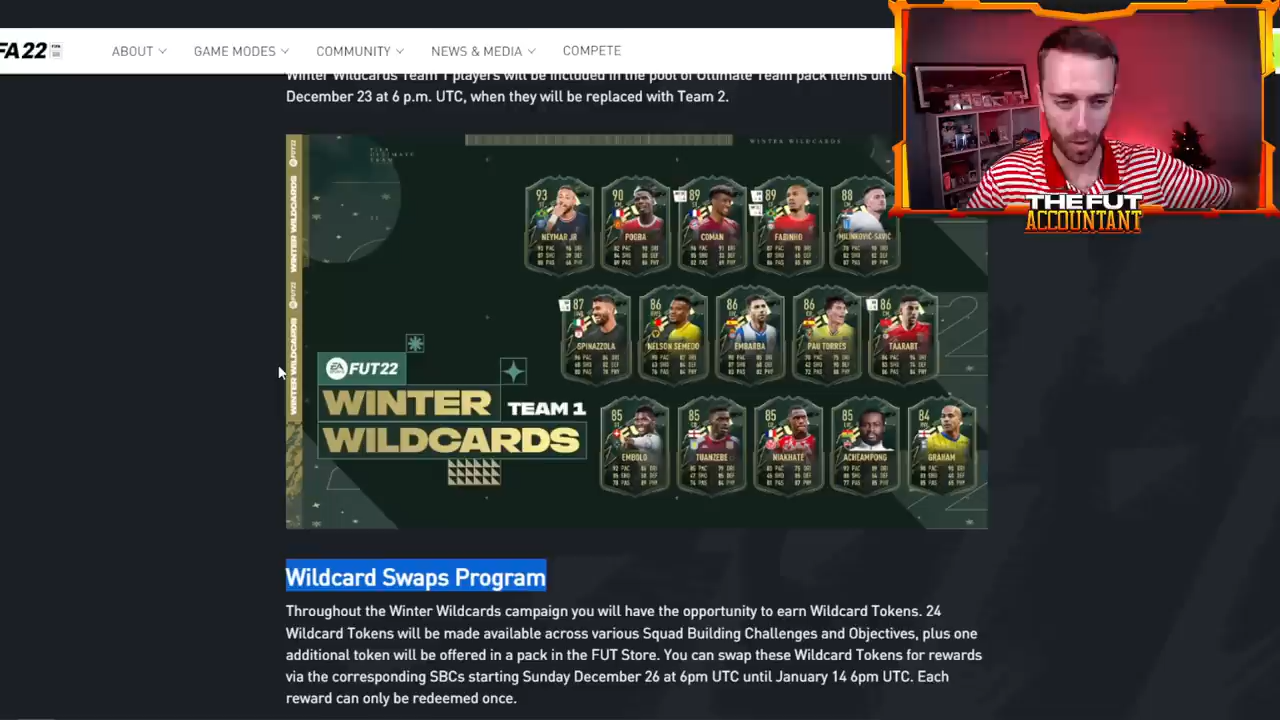 FA 22
ABOUT
GAME MODES
COMMUNITY
NEWS & MEDIA
COMPETE
Winter Wildcards Team 1 players will be included in the pool of Ultimate Team pack items unt
December 23 at 6 p.m. UTC, when they will be replaced with Team 2.
WINTER WILDCARDS
93 90 89 89 88
NEYMAR JR POGBA COMAN FABINHO MILINKOVIĆ-SAVIĆ
87 86 86 86 86
SPINAZZOLA NELSON SEMEDO EMBARBA PAU TORRES TAARABT
85 85 85 85 84
EMBOLO TUANZEBE NIAKHATE ACHEAMPONG GRAHAM
WINTER WILDCARDS
WINTER WILDCARDS
FUT22
WINTER
WILDCARDS
TEAM 1
THE FUT
ACCOUNTANT
Wildcard Swaps Program
Throughout the Winter Wildcards campaign you will have the opportunity to earn Wildcard Tokens. 24
Wildcard Tokens will be made available across various Squad Building Challenges and Objectives, plus one
additional token will be offered in a pack in the FUT Store. You can swap these Wildcard Tokens for rewards
via the corresponding SBCs starting Sunday December 26 at 6pm UTC until January 14 6pm UTC. Each
reward can only be redeemed once.